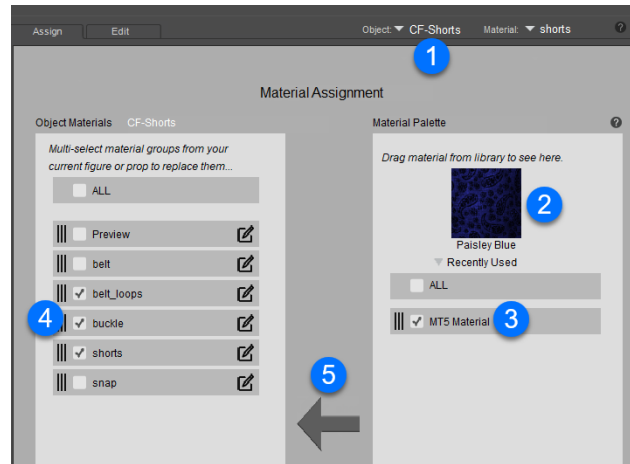 Assign Edit Object: CF-Shorts Material: shorts ?
1
Material Assignment
Object Materials CF-Shorts
Material Palette ?
Multi-select material groups from your
current figure or prop to replace them...
ALL
Preview
belt
belt_loops
4
buckle
shorts
snap
Drag material from library to see here.
2
Paisley Blue
Recently Used
ALL
MT5 Material 3
5